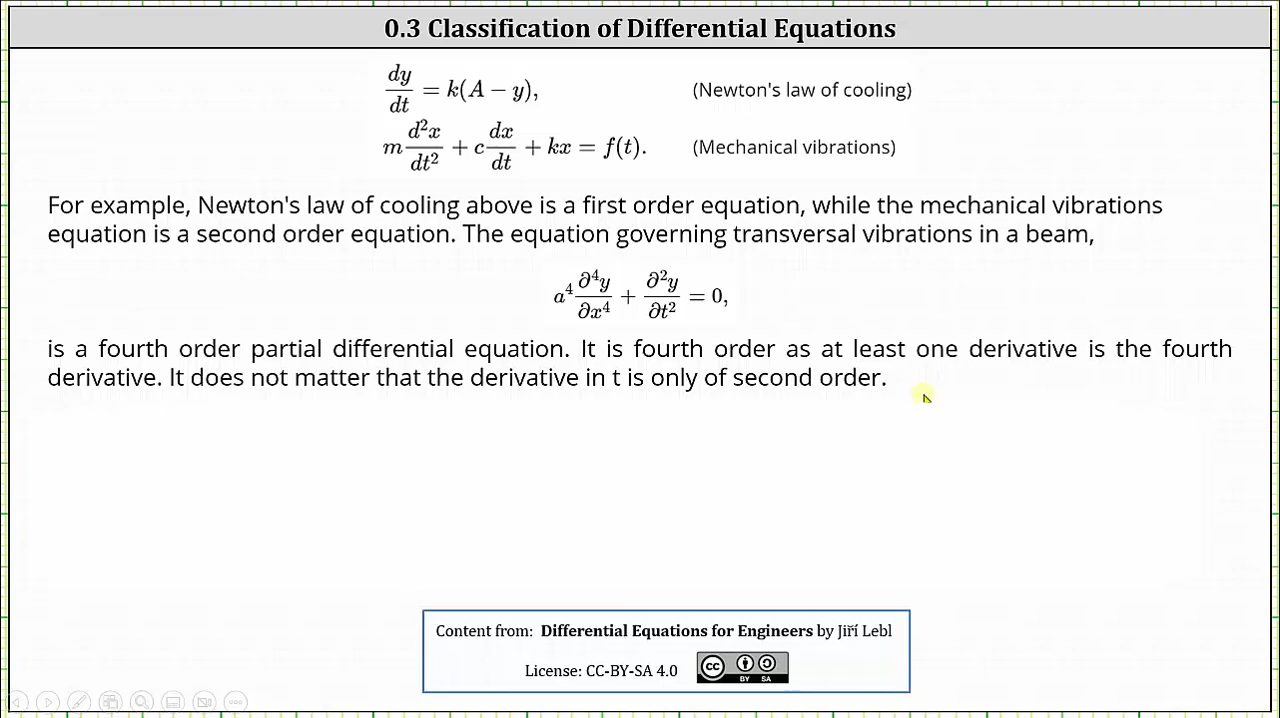 0.3 Classification of Differential Equations
dy/dt = k(A − y), (Newton's law of cooling)
m d²x/dt² + c dx/dt + kx = f(t). (Mechanical vibrations)
For example, Newton's law of cooling above is a first order equation, while the mechanical vibrations
equation is a second order equation. The equation governing transversal vibrations in a beam,
a⁴ ∂⁴y/∂x⁴ + ∂²y/∂t² = 0,
is a fourth order partial differential equation. It is fourth order as at least one derivative is the fourth
derivative. It does not matter that the derivative in t is only of second order.
Content from: Differential Equations for Engineers by Jiří Lebl
License: CC-BY-SA 4.0
cc BY SA